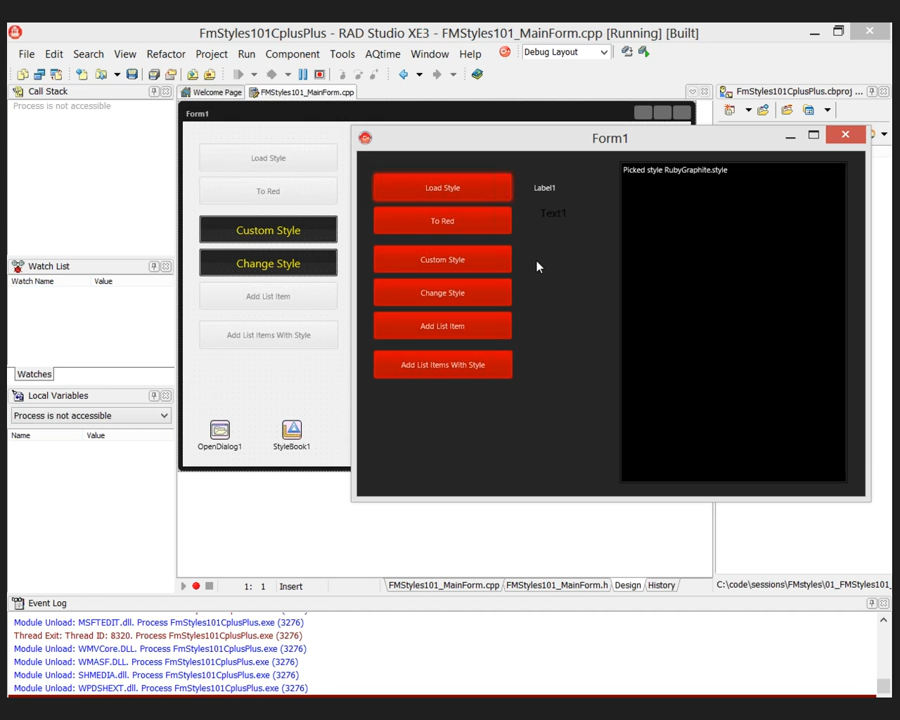 FmStyles101CplusPlus - RAD Studio XE3 - FMStyles101_MainForm.cpp [Running] [Built]
File Edit Search View Refactor Project Run Component Tools AQtime Window Help
Debug Layout
Call Stack
Process is not accessible
Welcome Page
FMStyles101_MainForm.cpp
FMStyles101CplusPlus.cbproj ...
Form1
Load Style
To Red
Custom Style
Change Style
Add List Item
Add List Items With Style
OpenDialog1
StyleBook1
Form1
Load Style
To Red
Custom Style
Change Style
Add List Item
Add List Items With Style
Label1
Text1
Picked style RubyGraphite.style
Watch List
Watch Name Value
Watches
Local Variables
Process is not accessible
Name Value
1: 1 Insert
FMStyles101_MainForm.cpp FMStyles101_MainForm.h Design History
C:\code\sessions\FMstyles\01_FMStyles101_
Event Log
Module Unload: MSFTEDIT.dll. Process FmStyles101CplusPlus.exe (3276)
Thread Exit: Thread ID: 8320. Process FmStyles101CplusPlus.exe (3276)
Module Unload: WMVCore.DLL. Process FmStyles101CplusPlus.exe (3276)
Module Unload: WMASF.DLL. Process FmStyles101CplusPlus.exe (3276)
Module Unload: SHMEDIA.dll. Process FmStyles101CplusPlus.exe (3276)
Module Unload: WPDSHEXT.dll. Process FmStyles101CplusPlus.exe (3276)